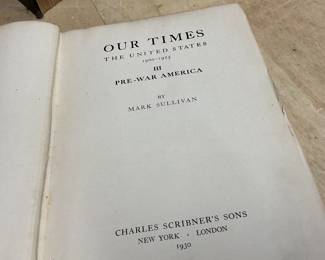 OUR TIMES
THE UNITED STATES
1900-1925
III
PRE-WAR AMERICA
BY
MARK SULLIVAN
CHARLES SCRIBNER'S SONS
NEW YORK · LONDON
1930